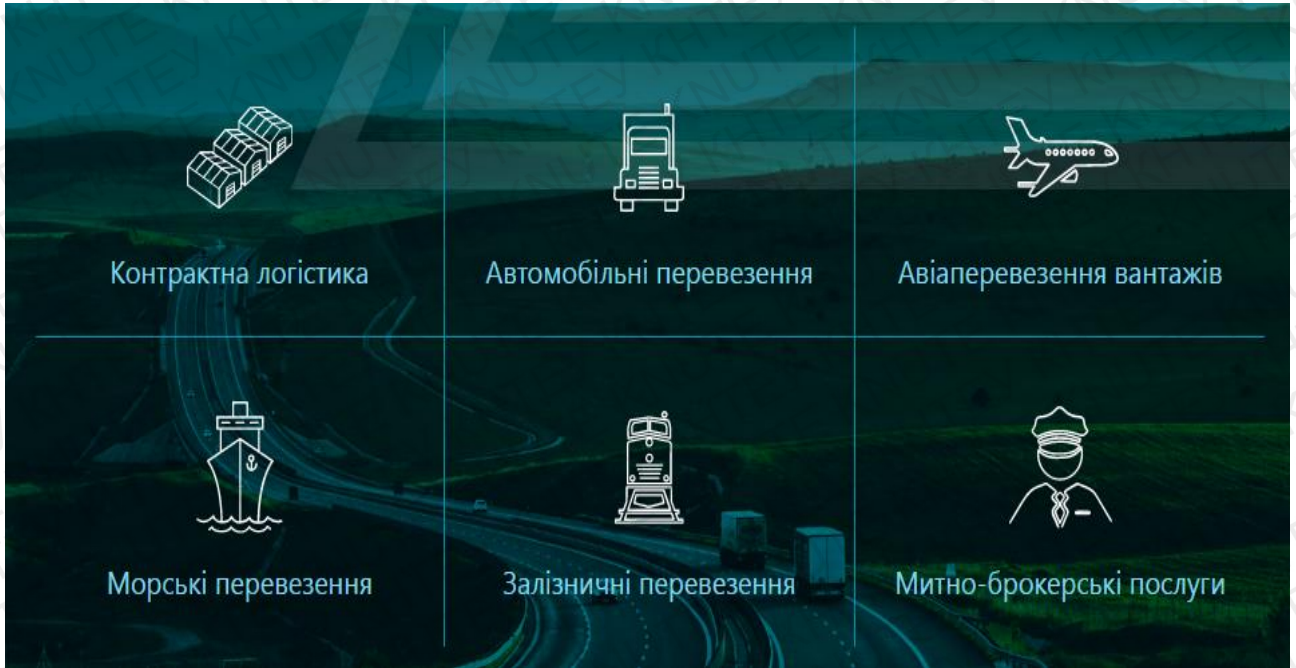 Контрактна логістика
Автомобільні перевезення
Авіаперевезення вантажів
Морські перевезення
Залізничні перевезення
Митно-брокерські послуги